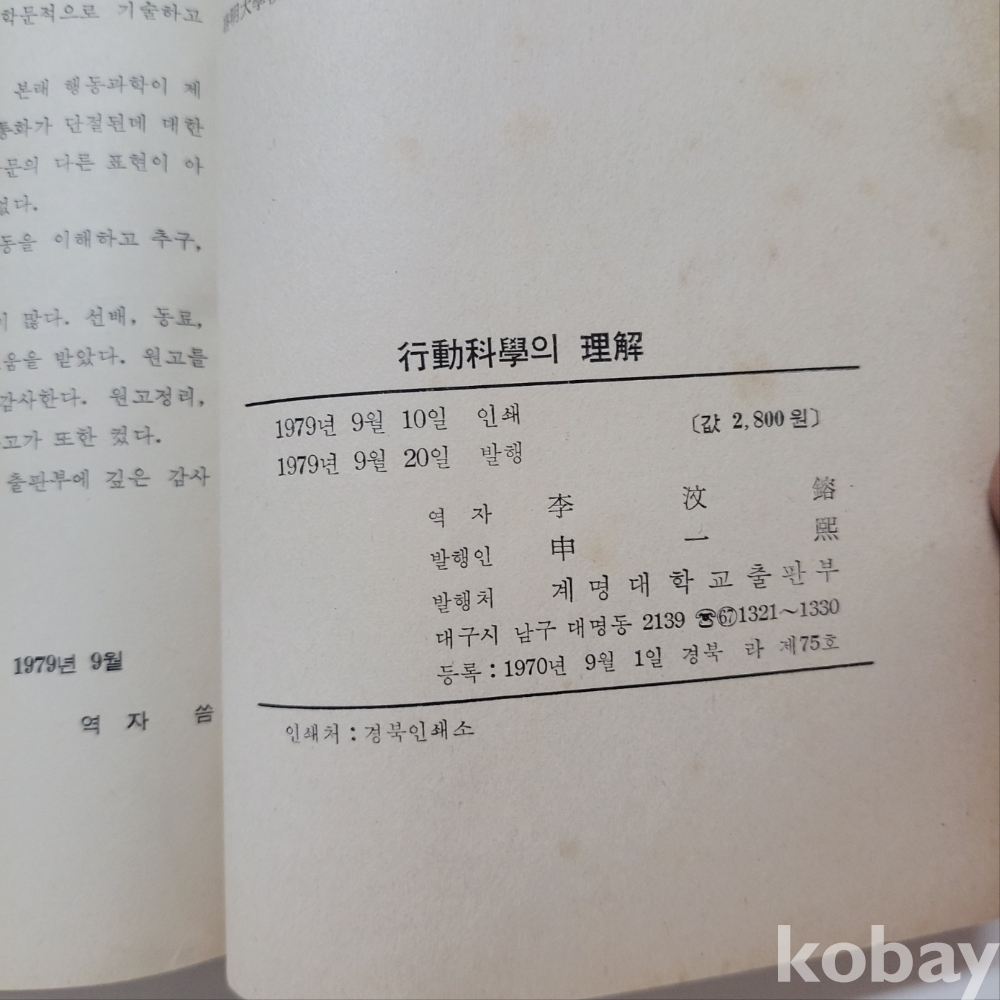 학문적으로 기술하고
본래 행동과학이 제
통화가 단절된데 대한
문의 다른 표현이 아
었다.
동을 이해하고 추구,
많다. 선배, 동료,
움을 받았다. 원고를
감사한다. 원고정리,
고가 또한 컸다.
출판부에 깊은 감사
1979년 9월
역 자 씀
行動科學의 理解
1979년 9월 10일 인쇄 〔값 2,800원〕
1979년 9월 20일 발행
역 자 李 汶 鎔
발행인 申 一 熙
발행처 계명대학교출판부
대구시 남구 대명동 2139 ☎67 1321~1330
등록 : 1970년 9월 1일 경북 라 제75호
인쇄처 : 경북인쇄소
kobay